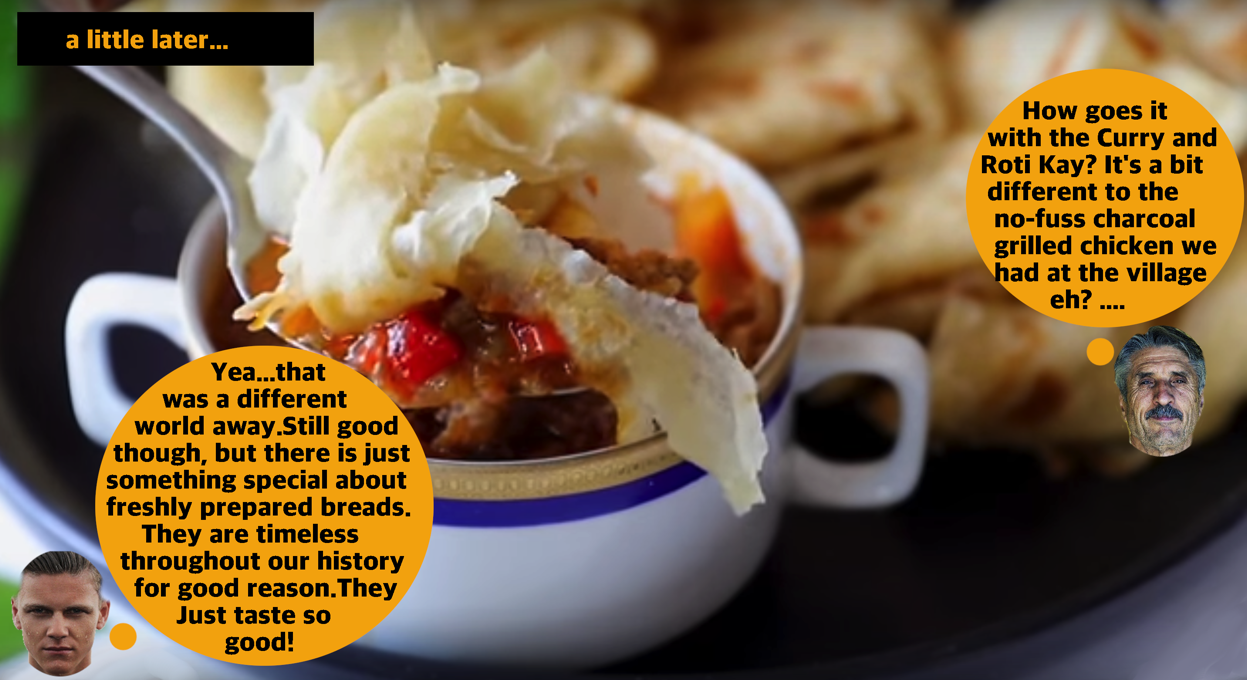 a little later...
How goes it
with the Curry and
Roti Kay? It's a bit
different to the
no-fuss charcoal
grilled chicken we
had at the village
eh? ....
Yea...that
was a different
world away.Still good
though, but there is just
something special about
freshly prepared breads.
They are timeless
throughout our history
for good reason.They
Just taste so
good!